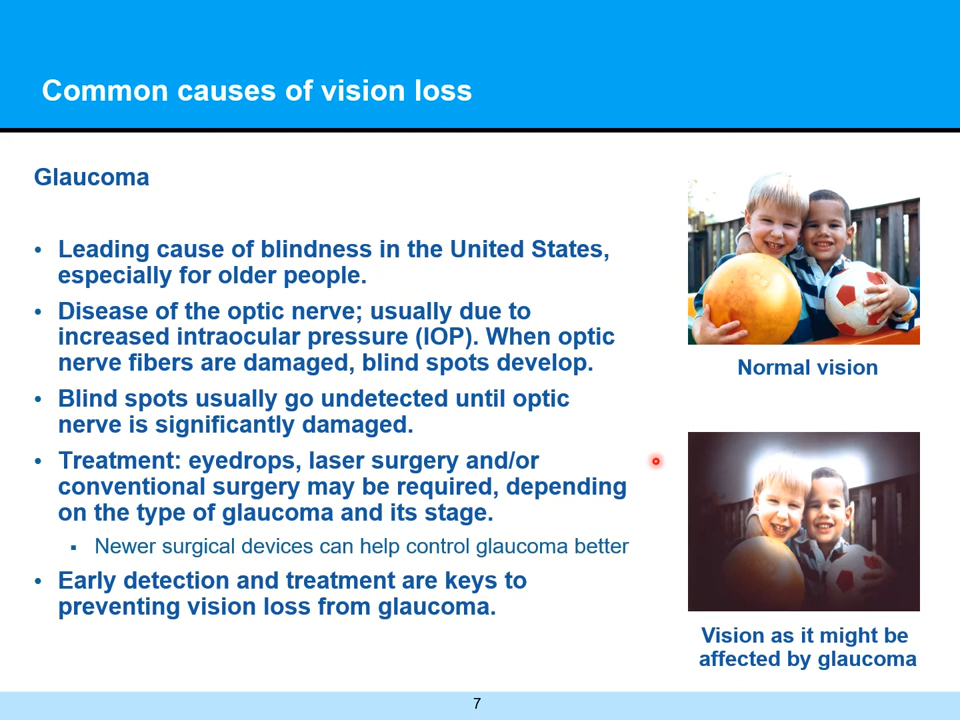 Common causes of vision loss
Glaucoma
• Leading cause of blindness in the United States,
especially for older people.
• Disease of the optic nerve; usually due to
increased intraocular pressure (IOP). When optic
nerve fibers are damaged, blind spots develop.
• Blind spots usually go undetected until optic
nerve is significantly damaged.
• Treatment: eyedrops, laser surgery and/or
conventional surgery may be required, depending
on the type of glaucoma and its stage.
▪ Newer surgical devices can help control glaucoma better
• Early detection and treatment are keys to
preventing vision loss from glaucoma.
Normal vision
Vision as it might be
affected by glaucoma
7